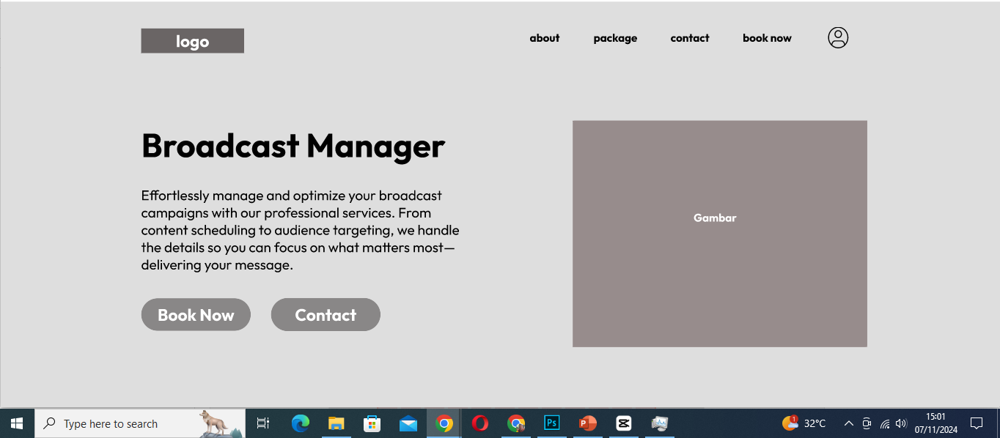 logo
about package contact book now
Broadcast Manager
Effortlessly manage and optimize your broadcast
campaigns with our professional services. From
content scheduling to audience targeting, we handle
the details so you can focus on what matters most—
delivering your message.
Book Now Contact
Gambar
Type here to search
Ps
P
1
32°C
15:01
07/11/2024